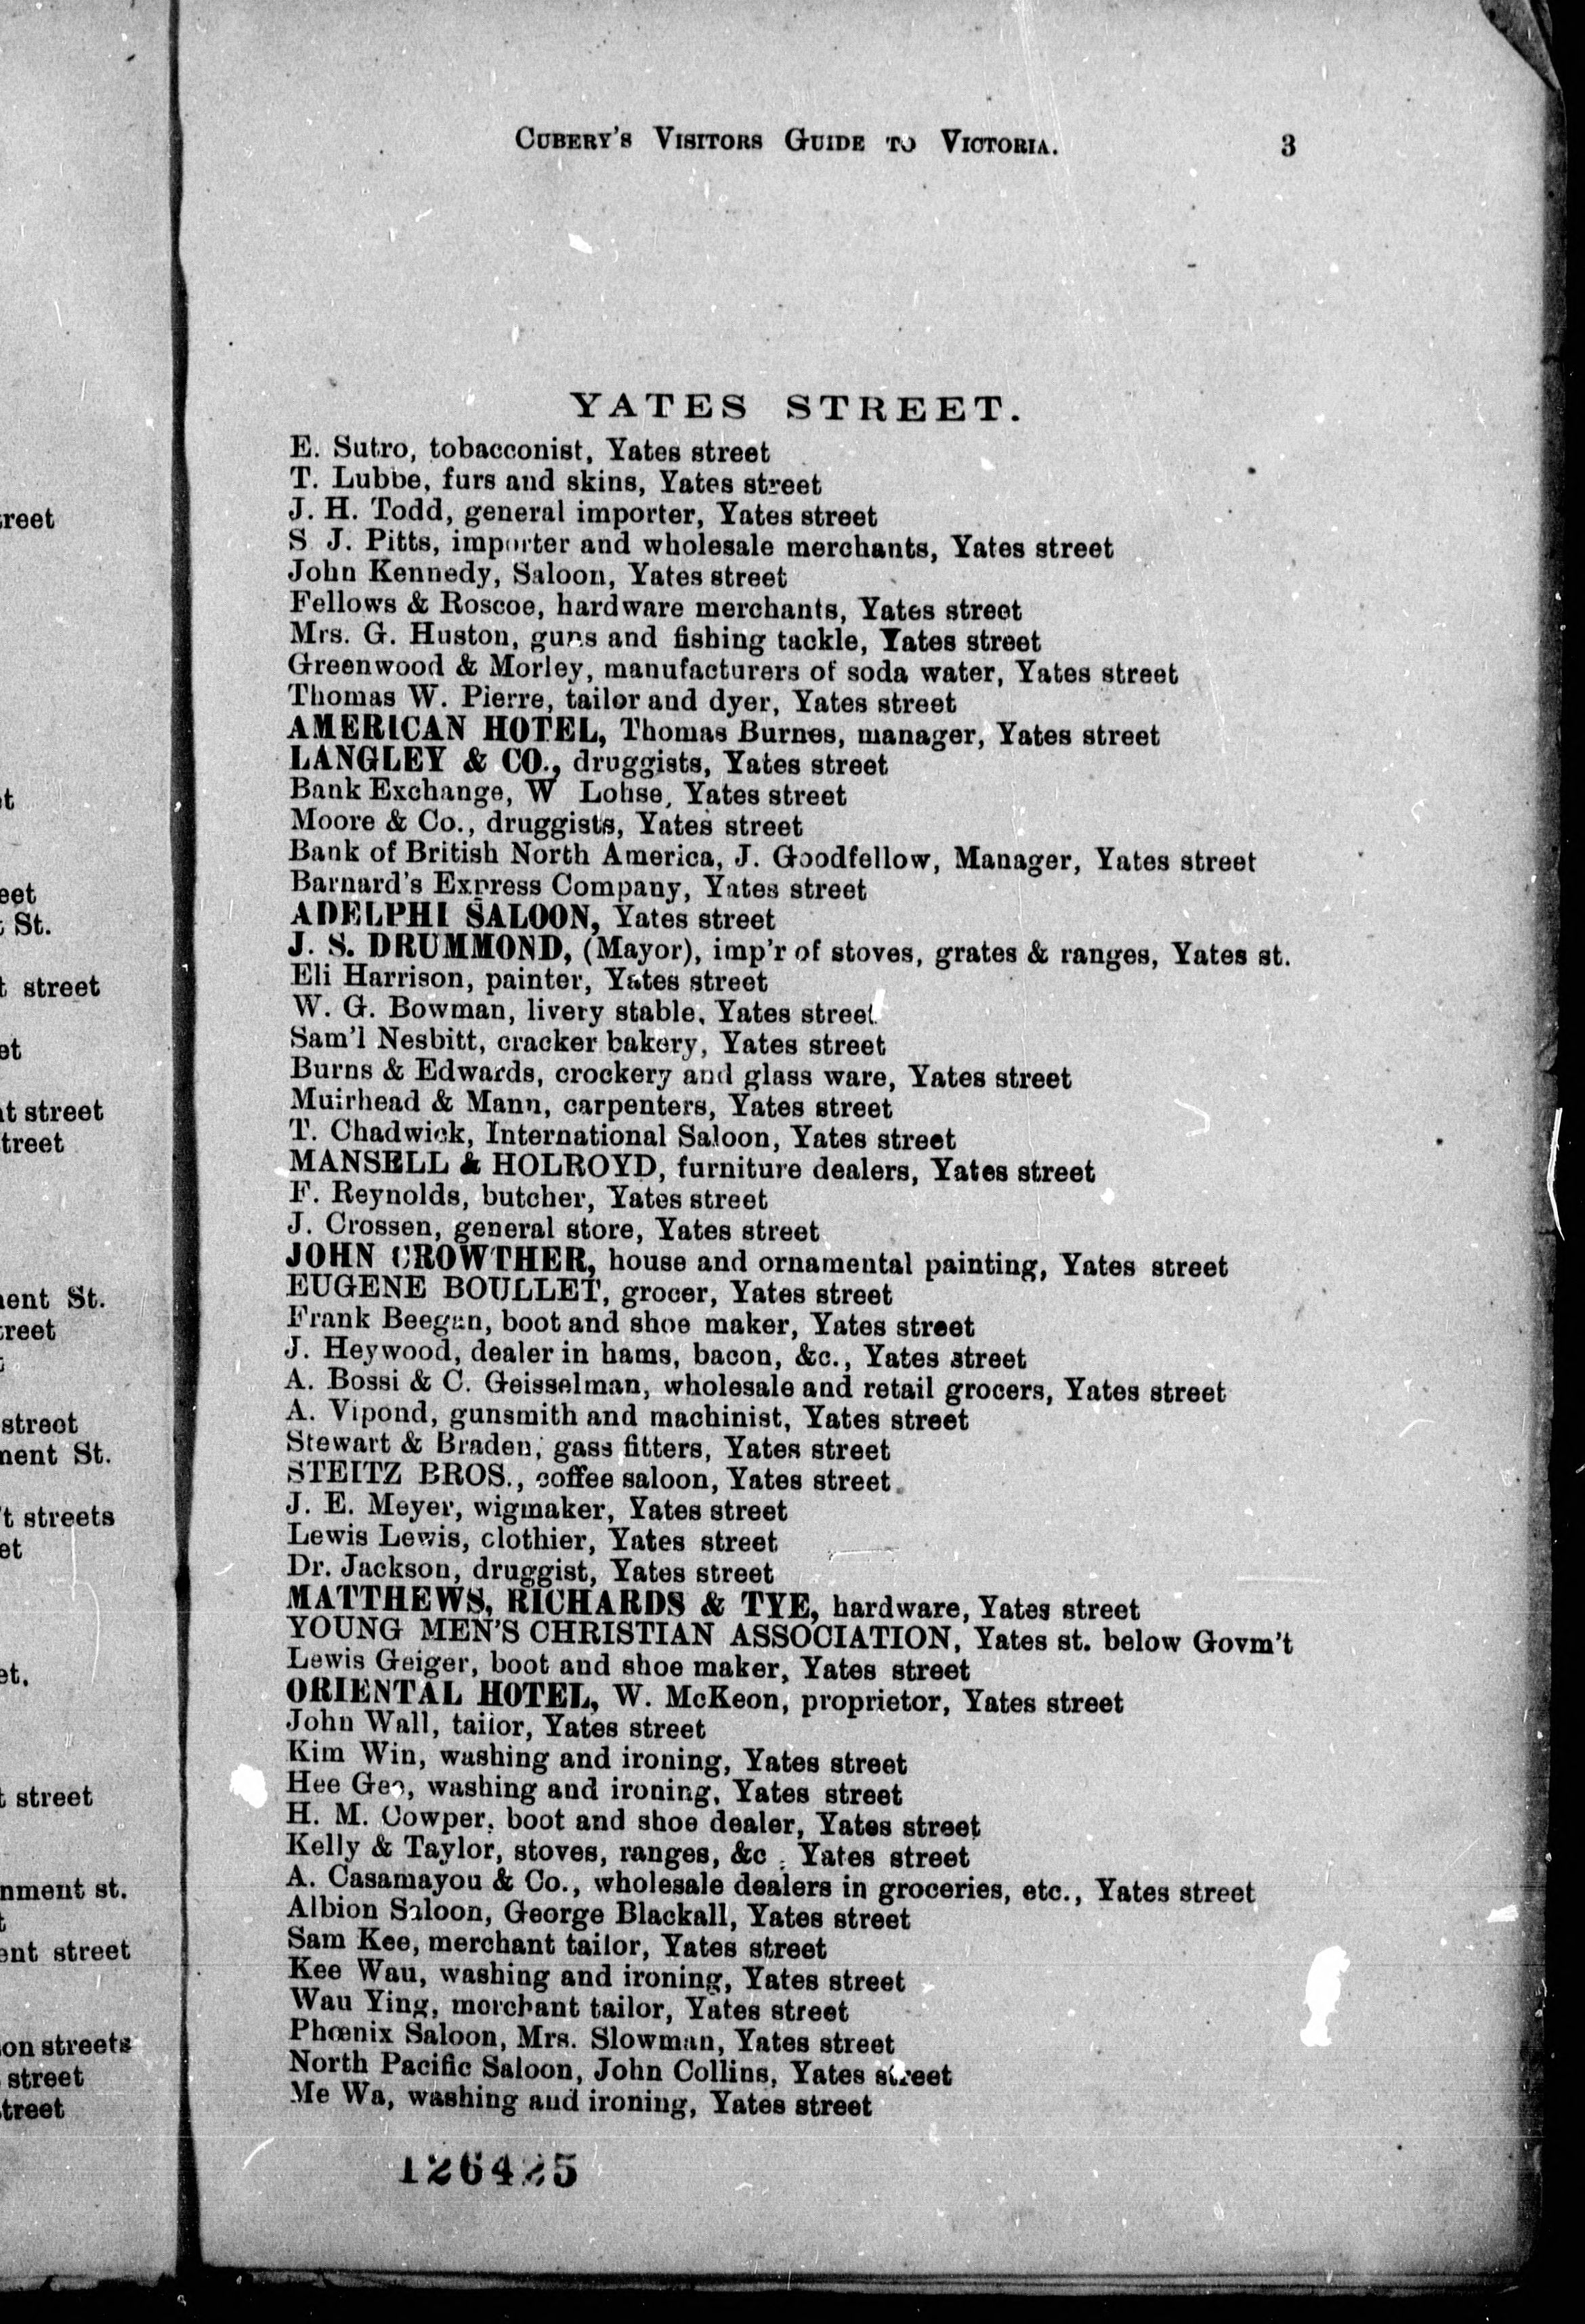 CUBERY'S VISITORS GUIDE TO VICTORIA. 3
YATES STREET.
E. Sutro, tobacconist, Yates street
T. Lubbe, furs and skins, Yates street
J. H. Todd, general importer, Yates street
S J. Pitts, importer and wholesale merchants, Yates street
John Kennedy, Saloon, Yates street
Fellows & Roscoe, hardware merchants, Yates street
Mrs. G. Huston, guns and fishing tackle, Yates street
Greenwood & Morley, manufacturers of soda water, Yates street
Thomas W. Pierre, tailor and dyer, Yates street
AMERICAN HOTEL, Thomas Burnes, manager, Yates street
LANGLEY & CO., druggists, Yates street
Bank Exchange, W Lohse, Yates street
Moore & Co., druggists, Yates street
Bank of British North America, J. Goodfellow, Manager, Yates street
Barnard's Express Company, Yates street
ADELPHI SALOON, Yates street
J. S. DRUMMOND, (Mayor), imp'r of stoves, grates & ranges, Yates st.
Eli Harrison, painter, Yates street
W. G. Bowman, livery stable, Yates street
Sam'l Nesbitt, cracker bakery, Yates street
Burns & Edwards, crockery and glass ware, Yates street
Muirhead & Mann, carpenters, Yates street
T. Chadwick, International Saloon, Yates street
MANSELL & HOLROYD, furniture dealers, Yates street
F. Reynolds, butcher, Yates street
J. Crossen, general store, Yates street
JOHN CROWTHER, house and ornamental painting, Yates street
EUGENE BOULLET, grocer, Yates street
Frank Beegan, boot and shoe maker, Yates street
J. Heywood, dealer in hams, bacon, &c., Yates street
A. Bossi & C. Geisselman, wholesale and retail grocers, Yates street
A. Vipond, gunsmith and machinist, Yates street
Stewart & Braden, gass fitters, Yates street
STEITZ BROS., coffee saloon, Yates street.
J. E. Meyer, wigmaker, Yates street
Lewis Lewis, clothier, Yates street
Dr. Jackson, druggist, Yates street
MATTHEWS, RICHARDS & TYE, hardware, Yates street
YOUNG MEN'S CHRISTIAN ASSOCIATION, Yates st. below Govm't
Lewis Geiger, boot and shoe maker, Yates street
ORIENTAL HOTEL, W. McKeon, proprietor, Yates street
John Wall, tailor, Yates street
Kim Win, washing and ironing, Yates street
Hee Gee, washing and ironing, Yates street
H. M. Cowper, boot and shoe dealer, Yates street
Kelly & Taylor, stoves, ranges, &c , Yates street
A. Casamayou & Co., wholesale dealers in groceries, etc., Yates street
Albion Saloon, George Blackall, Yates street
Sam Kee, merchant tailor, Yates street
Kee Wau, washing and ironing, Yates street
Wau Ying, merchant tailor, Yates street
Phœnix Saloon, Mrs. Slowman, Yates street
North Pacific Saloon, John Collins, Yates street
Me Wa, washing and ironing, Yates street
126425